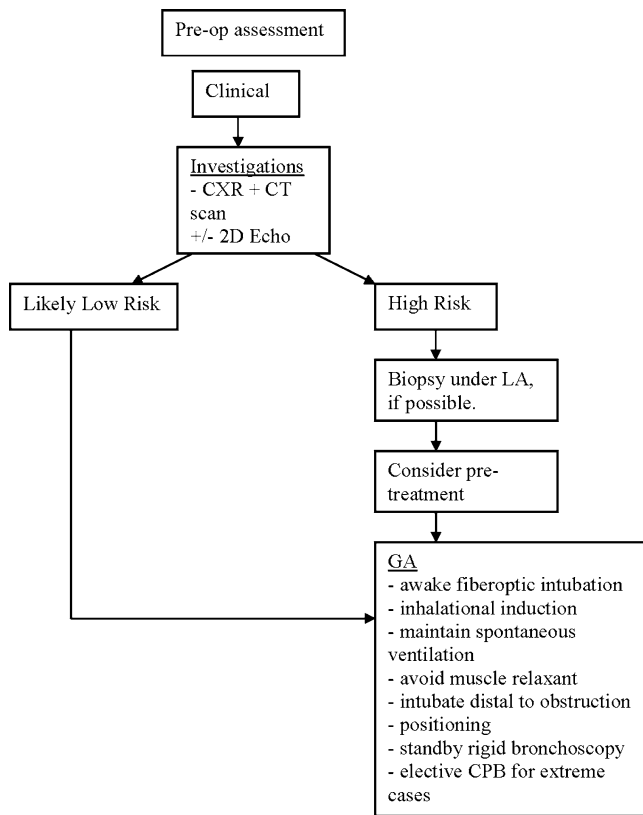 Pre-op assessment
Clinical
Investigations
- CXR + CT
scan
+/- 2D Echo
Likely Low Risk
High Risk
Biopsy under LA,
if possible.
Consider pre-
treatment
GA
- awake fiberoptic intubation
- inhalational induction
- maintain spontaneous
ventilation
- avoid muscle relaxant
- intubate distal to obstruction
- positioning
- standby rigid bronchoscopy
- elective CPB for extreme
cases